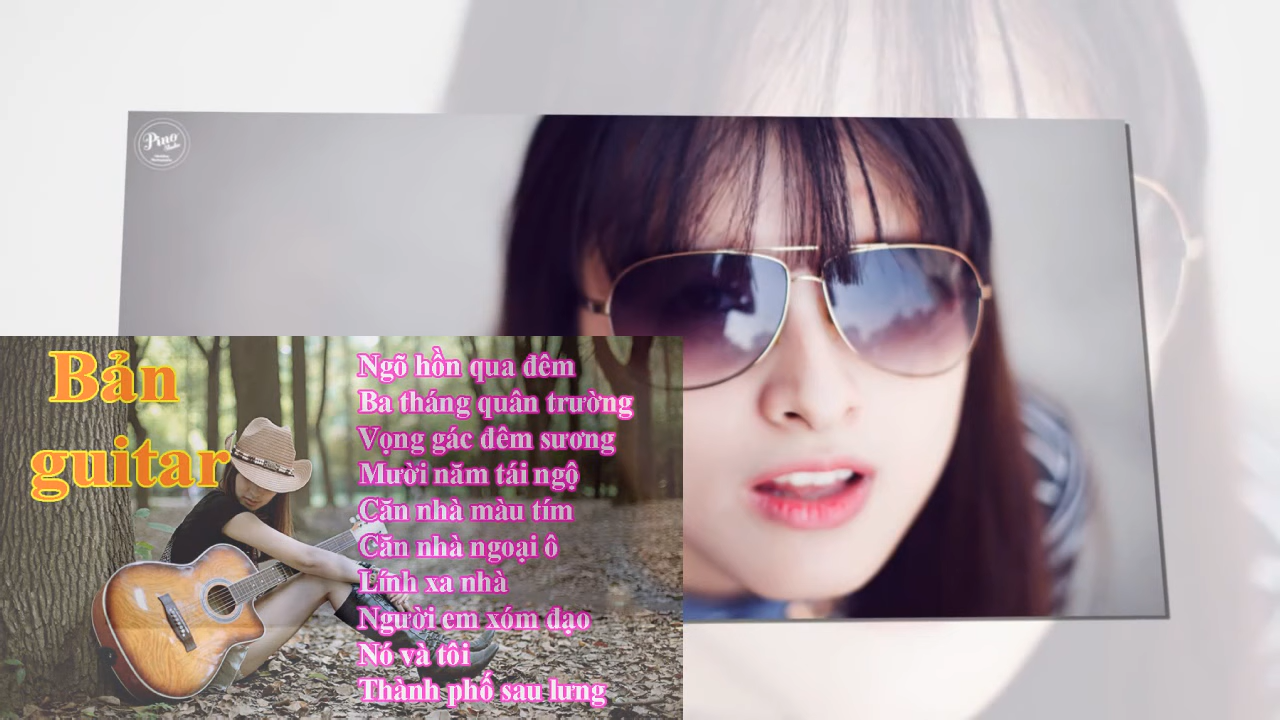 Pino
Studio
Bản
guitar
Ngõ hồn qua đêm
Ba tháng quân trường
Vọng gác đêm sương
Mười năm tái ngộ
Căn nhà màu tím
Căn nhà ngoại ô
Lính xa nhà
Người em xóm đạo
Nó và tôi
Thành phố sau lưng